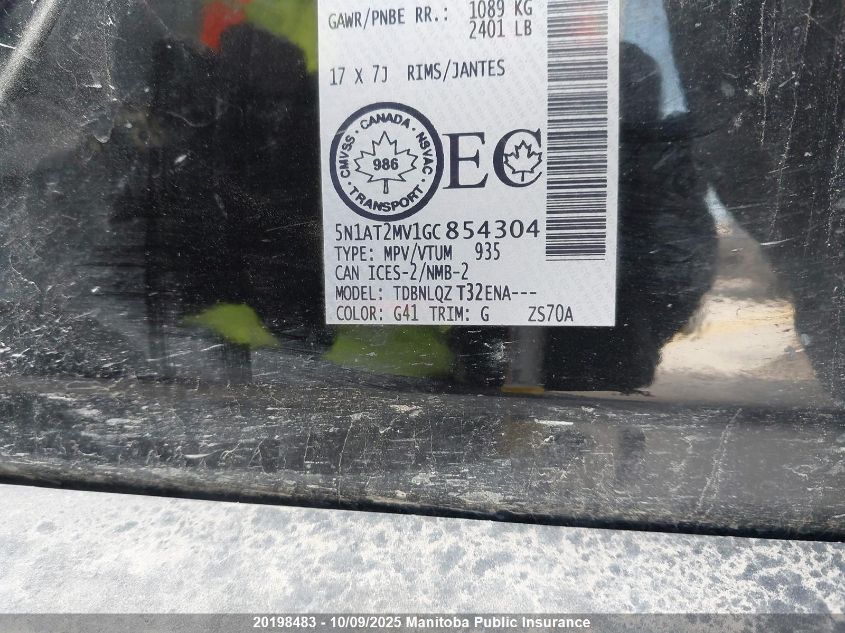 GAWR/PNBE RR.: 1089 KG
2401 LB
17 X 7J RIMS/JANTES
CMVSS · CANADA · NSVAC · TRANSPORT ·
986
EC
5N1AT2MV1GC854304
TYPE: MPV/VTUM 935
CAN ICES-2/NMB-2
MODEL: TDBNLQZ T32ENA---
COLOR: G41 TRIM: G ZS70A
20198483 - 10/09/2025 Manitoba Public Insurance